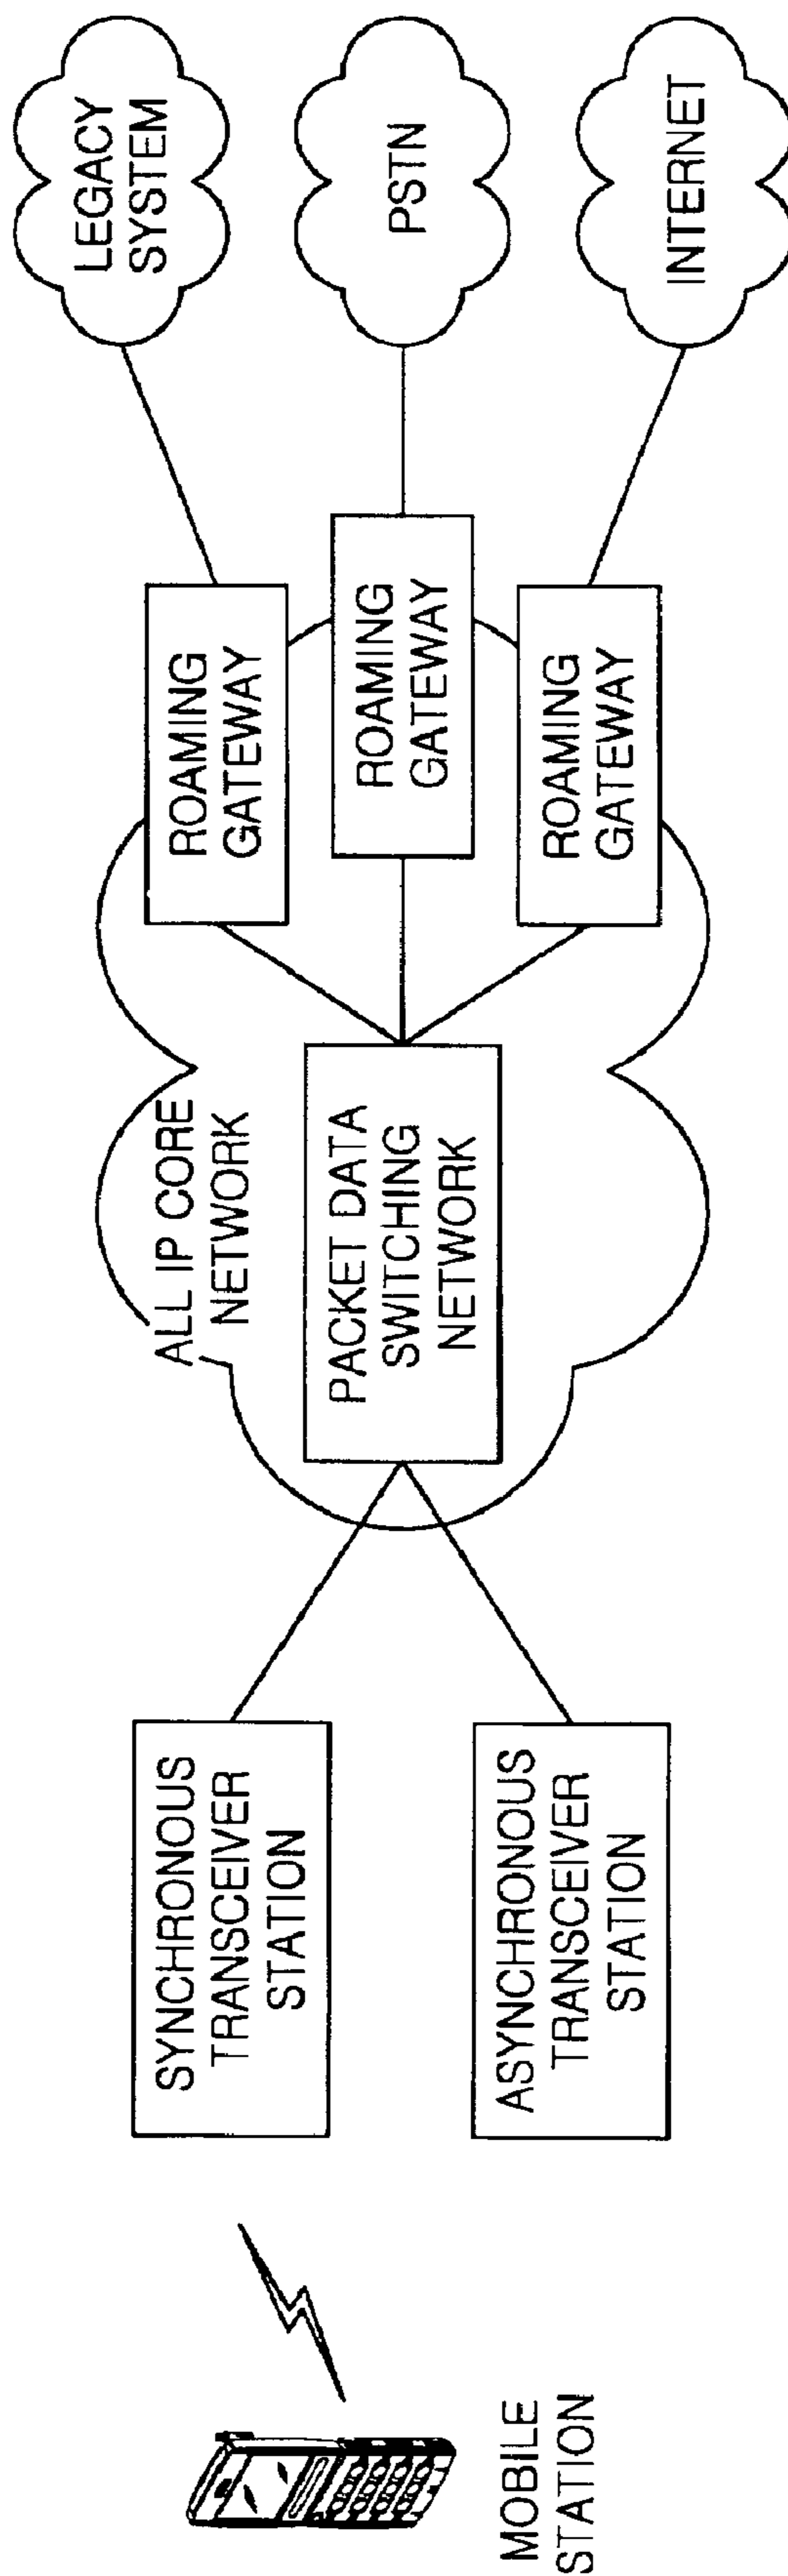 MOBILE
STATION
SYNCHRONOUS
TRANSCEIVER
STATION
ASYNCHRONOUS
TRANSCEIVER
STATION
ALL IP CORE
NETWORK
PACKET DATA
SWITCHING
NETWORK
ROAMING
GATEWAY
ROAMING
GATEWAY
ROAMING
GATEWAY
LEGACY
SYSTEM
PSTN
INTERNET